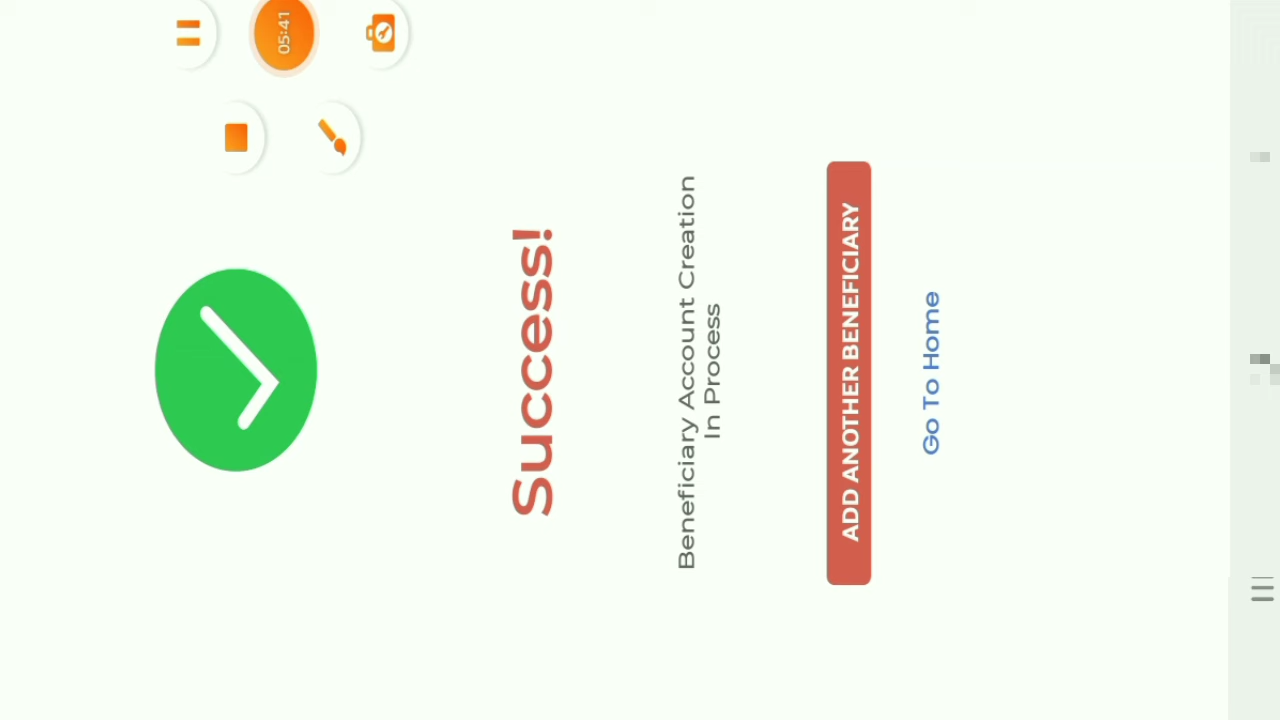 05:41
Success!
Beneficiary Account Creation
In Process
ADD ANOTHER BENEFICIARY
Go To Home